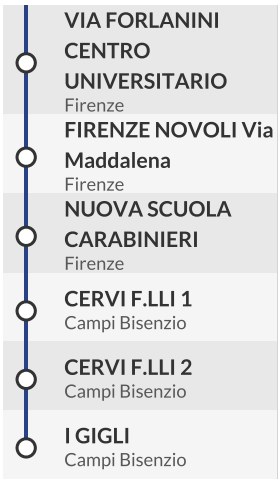 VIA FORLANINI
CENTRO
UNIVERSITARIO
Firenze
FIRENZE NOVOLI Via
Maddalena
Firenze
NUOVA SCUOLA
CARABINIERI
Firenze
CERVI F.LLI 1
Campi Bisenzio
CERVI F.LLI 2
Campi Bisenzio
I GIGLI
Campi Bisenzio